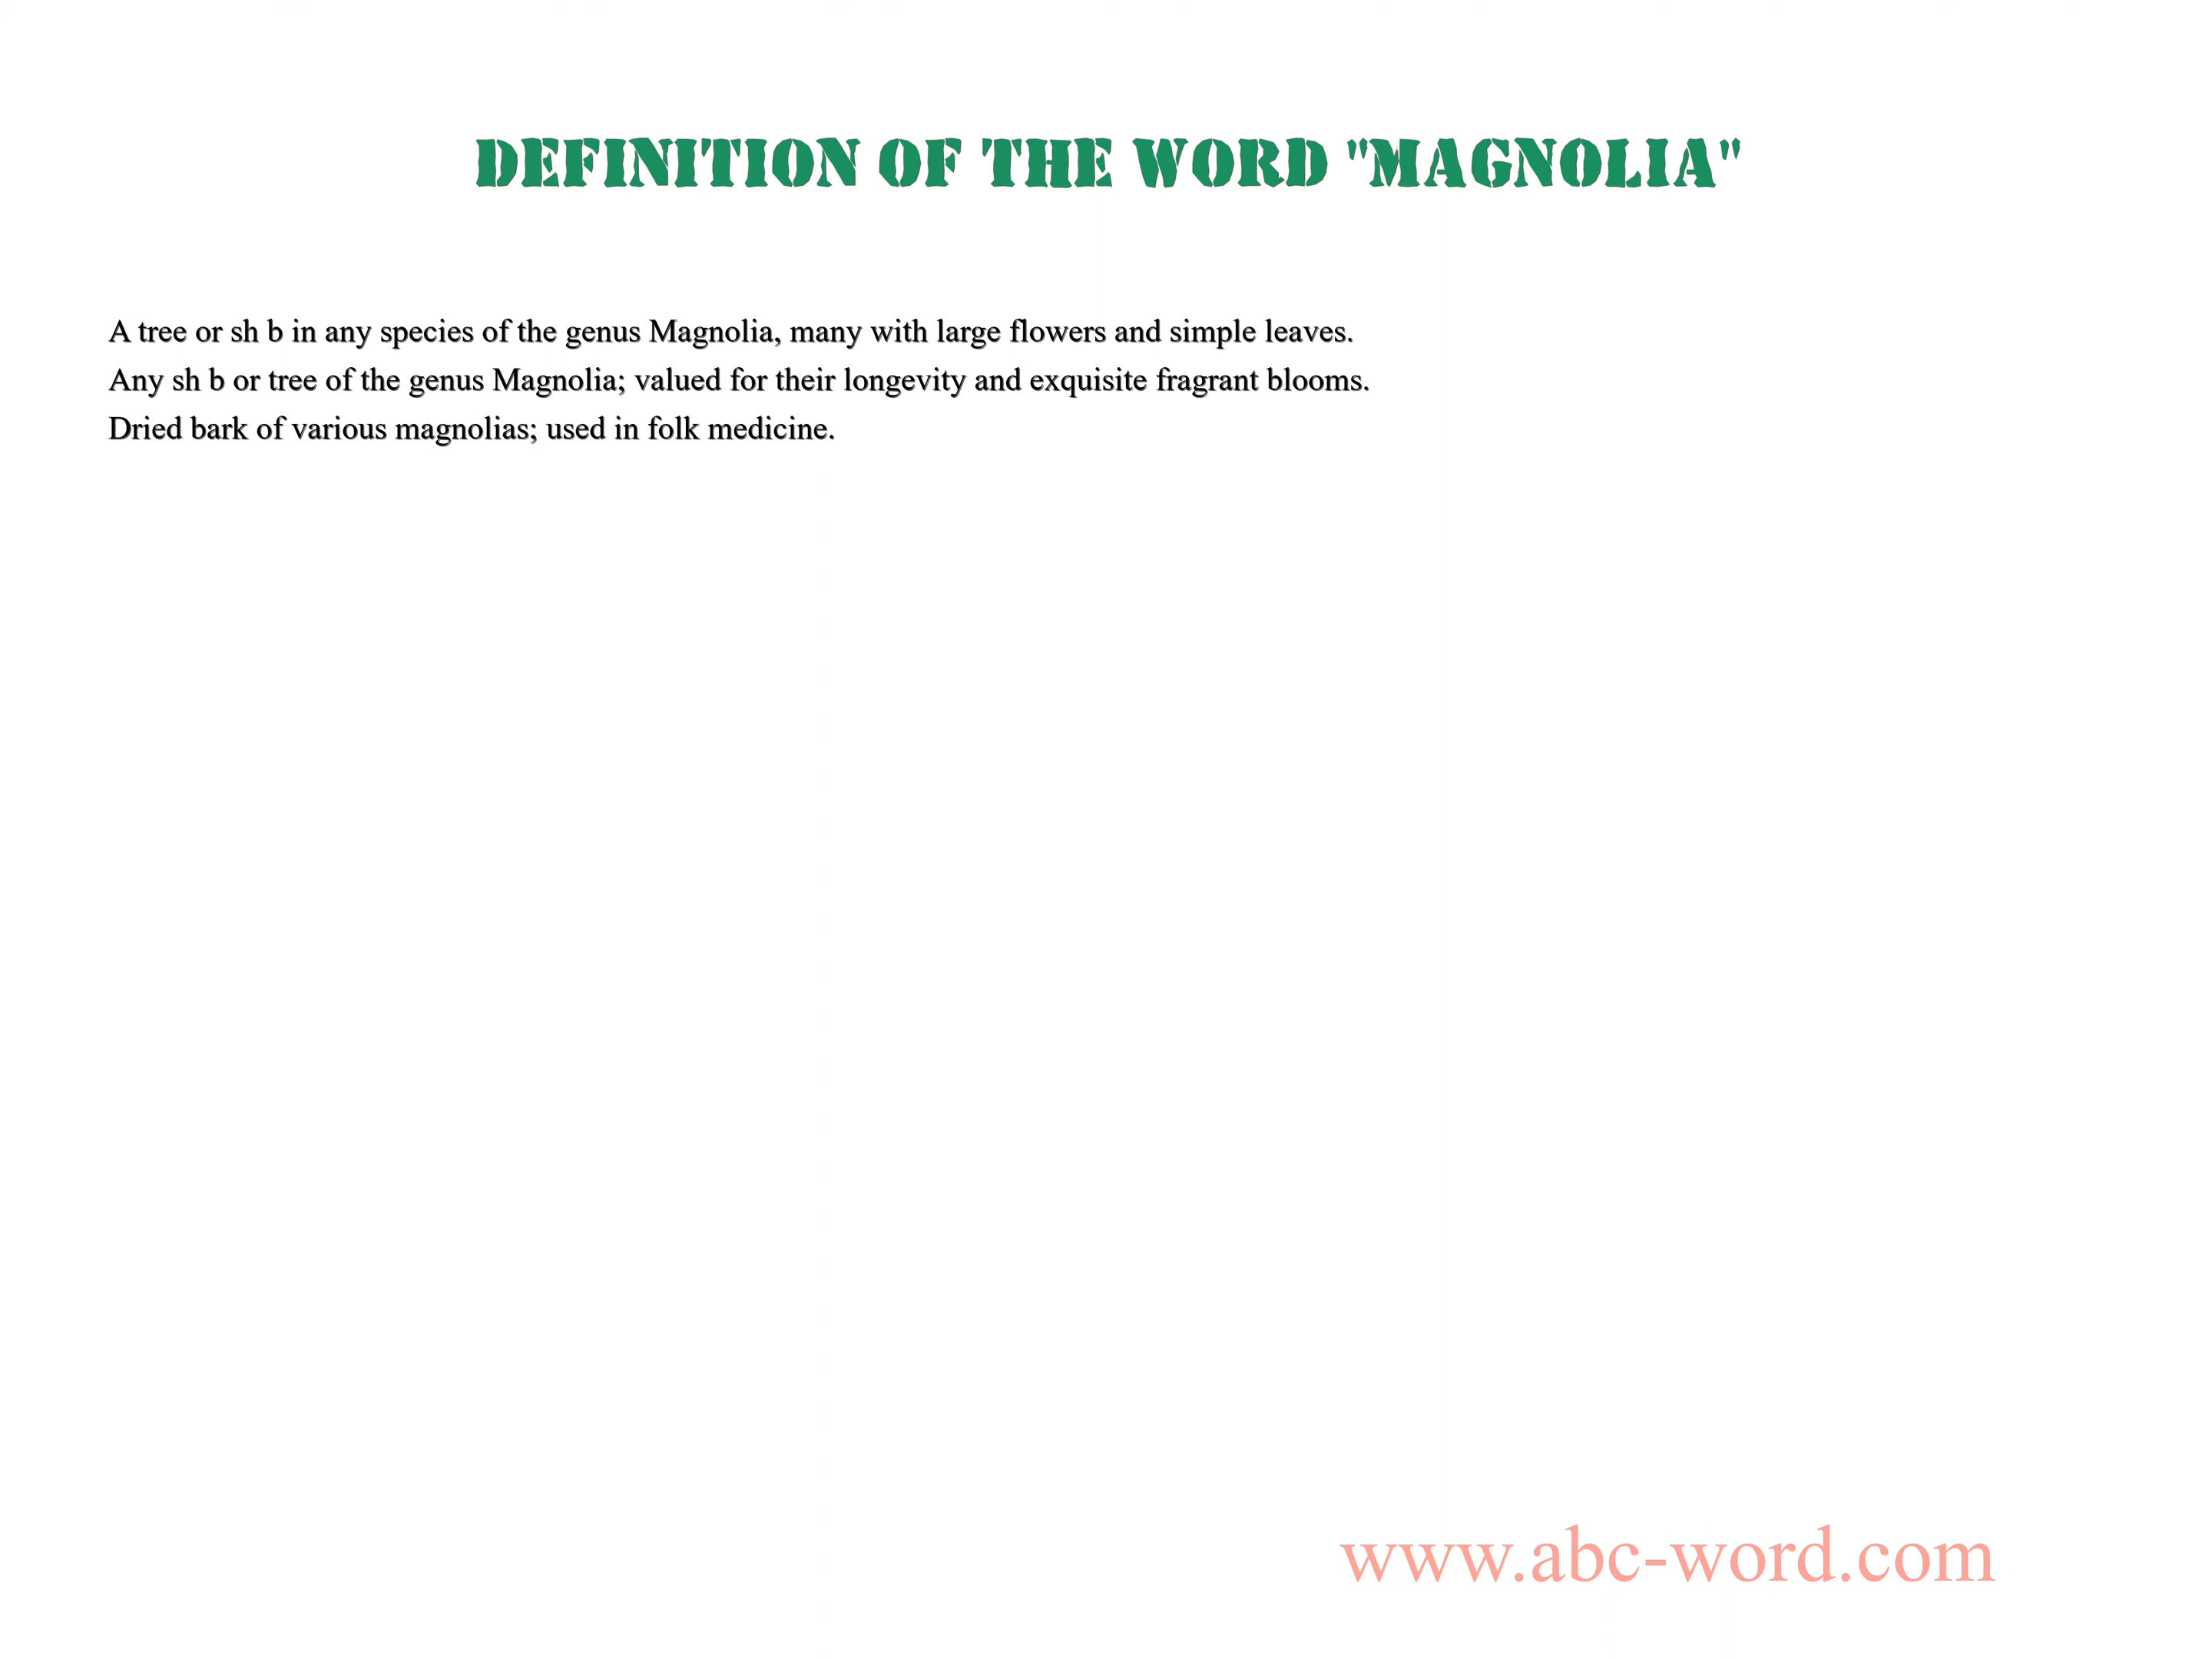 DEFINITION OF THE WORD "MAGNOLIA"
A tree or sh b in any species of the genus Magnolia, many with large flowers and simple leaves.
Any sh b or tree of the genus Magnolia; valued for their longevity and exquisite fragrant blooms.
Dried bark of various magnolias; used in folk medicine.
www.abc-word.com